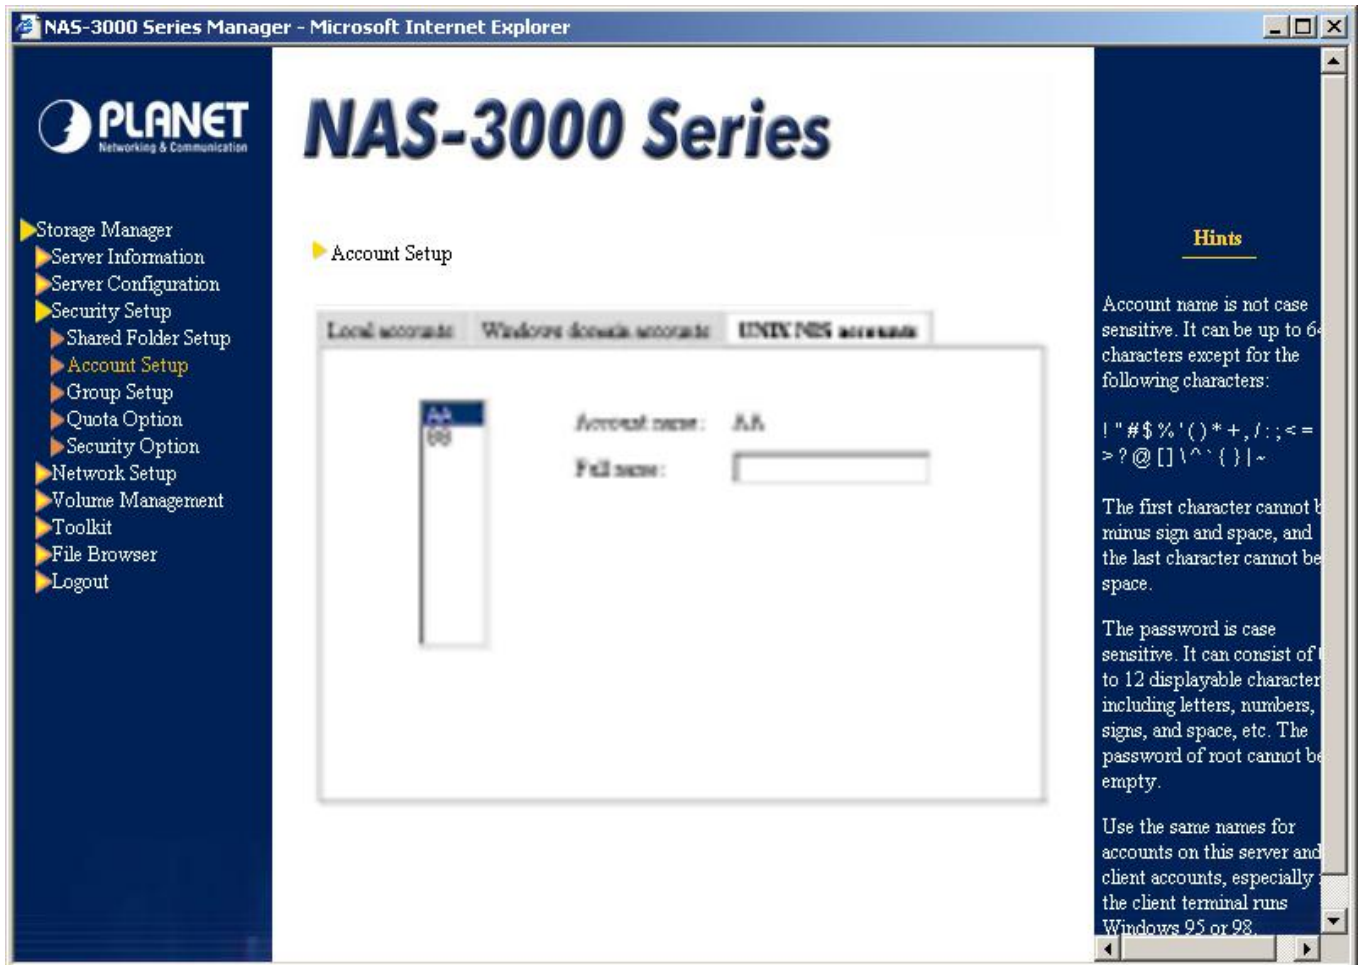 NAS-3000 Series Manager - Microsoft Internet Explorer
PLANET
Networking & Communication
NAS-3000 Series
Storage Manager
Server Information
Server Configuration
Security Setup
Shared Folder Setup
Account Setup
Group Setup
Quota Option
Security Option
Network Setup
Volume Management
Toolkit
File Browser
Logout
Account Setup
Local accounts Windows domain accounts UNIX NIS accounts
AA
BB
Account name: AA
Full name:
Hints
Account name is not case
sensitive. It can be up to
characters except for the
following characters:
! " # $ % ' ( ) * + , / : ; < =
> ? @ [ ] \ ^ ` { } | ~
The first character cannot
minus sign and space, and
the last character cannot be
space.
The password is case
sensitive. It can consist of
to 12 displayable character
including letters, numbers,
signs, and space, etc. The
password of root cannot be
empty.
Use the same names for
accounts on this server and
client accounts, especially
the client terminal runs
Windows 95 or 98.